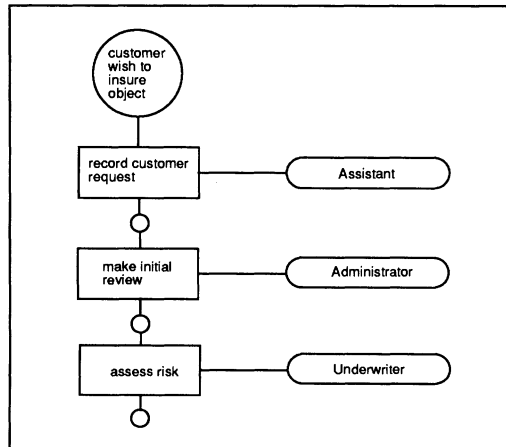 customer
wish to
insure
object
record customer
request
Assistant
make initial
review
Administrator
assess risk
Underwriter